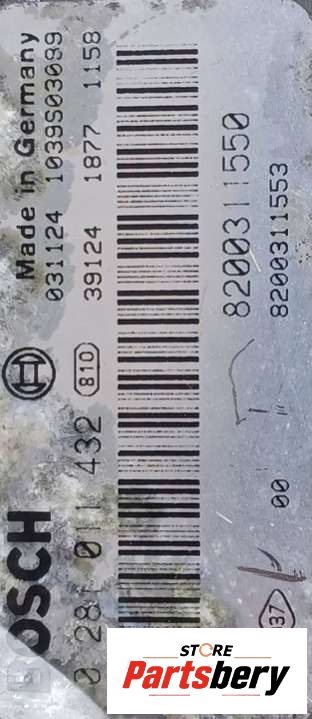 BOSCH Made in Germany
031124 1039S03089
0 281 011 432 810 39124 1877 1158
8200311550
00 8200311553
37
STORE
Partsbery